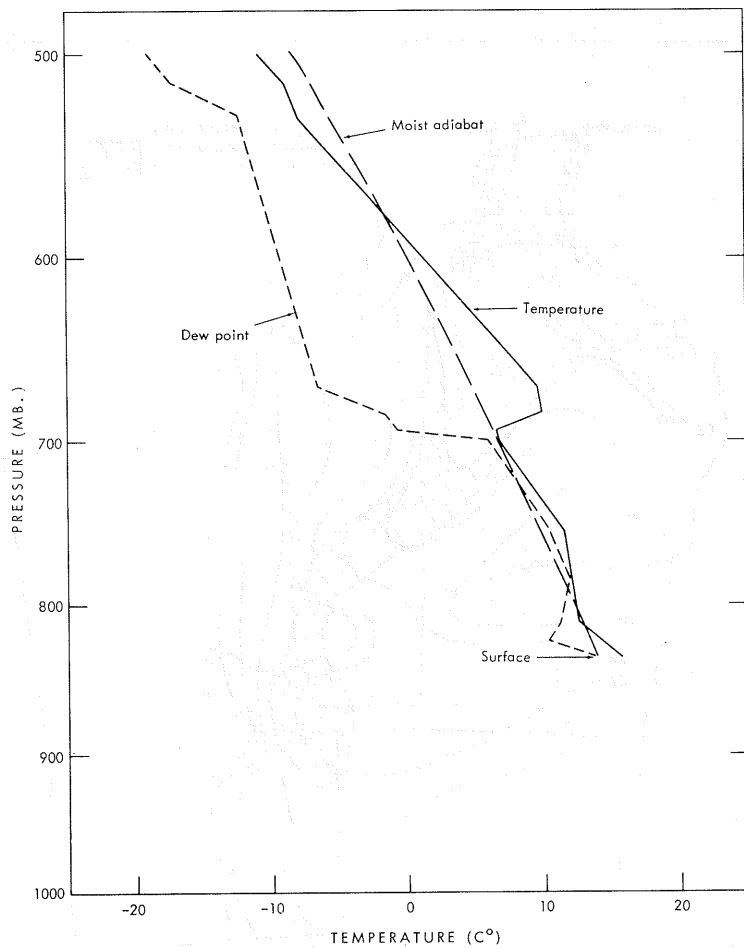 500
600
700
800
900
1000
PRESSURE (MB.)
Moist adiabat
Temperature
Dew point
Surface
-20
-10
0
10
20
TEMPERATURE (C°)